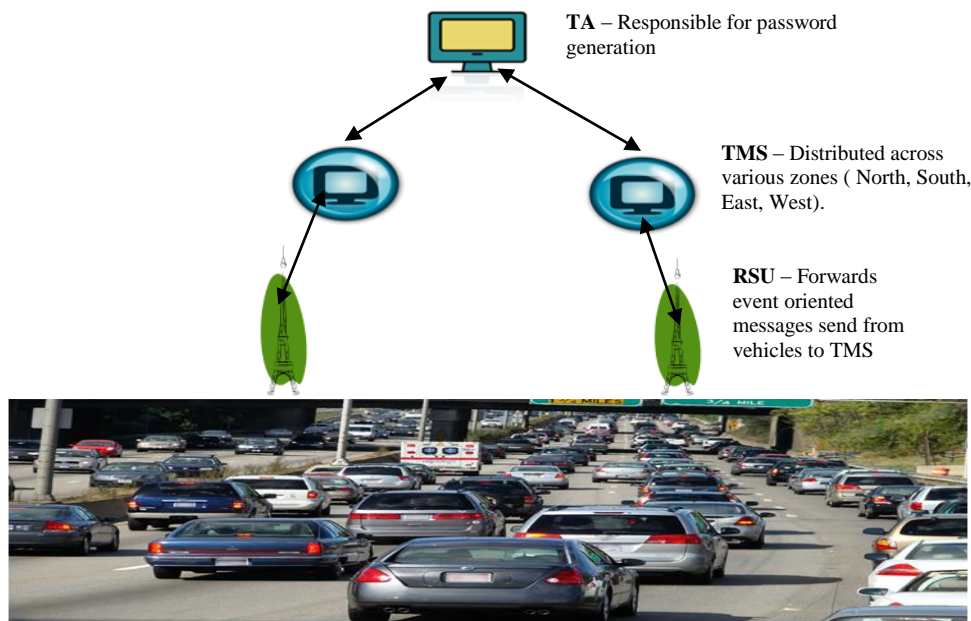 TA – Responsible for password
generation
TMS – Distributed across
various zones ( North, South,
East, West).
RSU – Forwards
event oriented
messages send from
vehicles to TMS
3/4 MILE